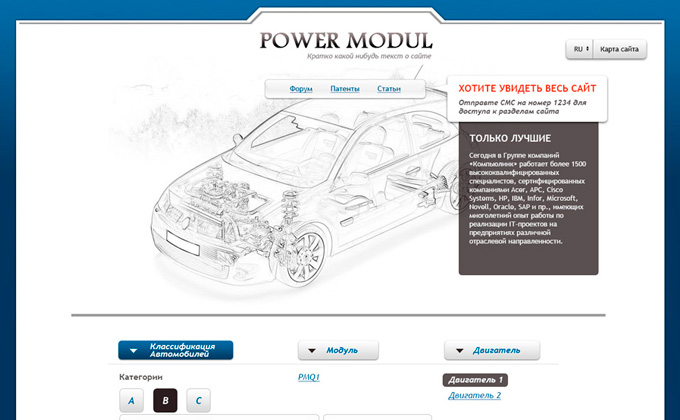 POWER MODUL
Кратко какой нибудь текст о сайте
RU
Карта сайта
Форум
Патенты
Статьи
ХОТИТЕ УВИДЕТЬ ВЕСЬ САЙТ
Отправте СМС на номер 1234 для
доступа к разделам сайта
ТОЛЬКО ЛУЧШИЕ
Сегодня в Группе компаний
«Компьюлинк» работает более 1500
высококвалифицированных
специалистов, сертифицированных
компаниями Acer, APC, Cisco
Systems, HP, IBM, Infor, Microsoft,
Novell, Oracle, SAP и пр., имеющих
многолетний опыт работы по
реализации IT-проектов на
предприятиях различной
отраслевой направленности.
Классификация
Автомобилей
Модуль
Двигатель
Категории
PMQ1
Двигатель 1
Двигатель 2
A
B
C